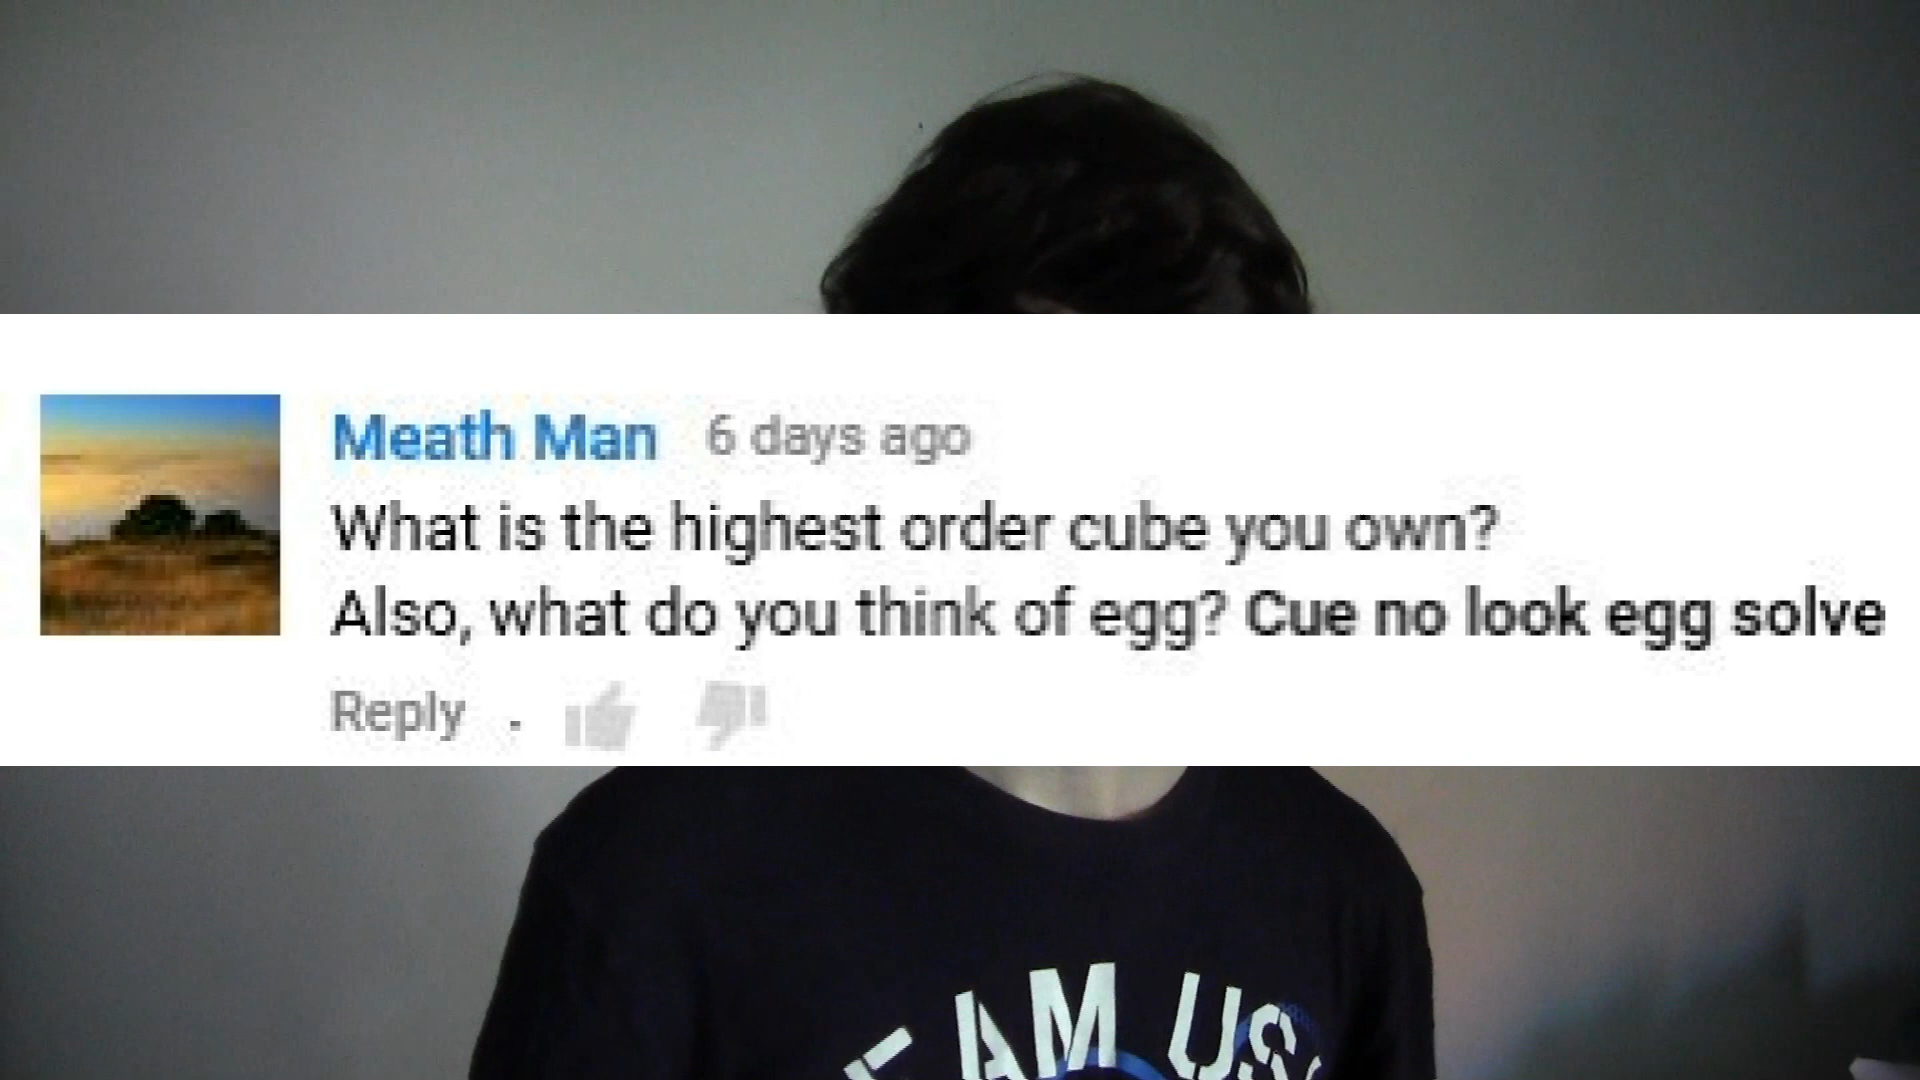 Meath Man 6 days ago
What is the highest order cube you own?
Also, what do you think of egg? Cue no look egg solve
Reply .
AM US